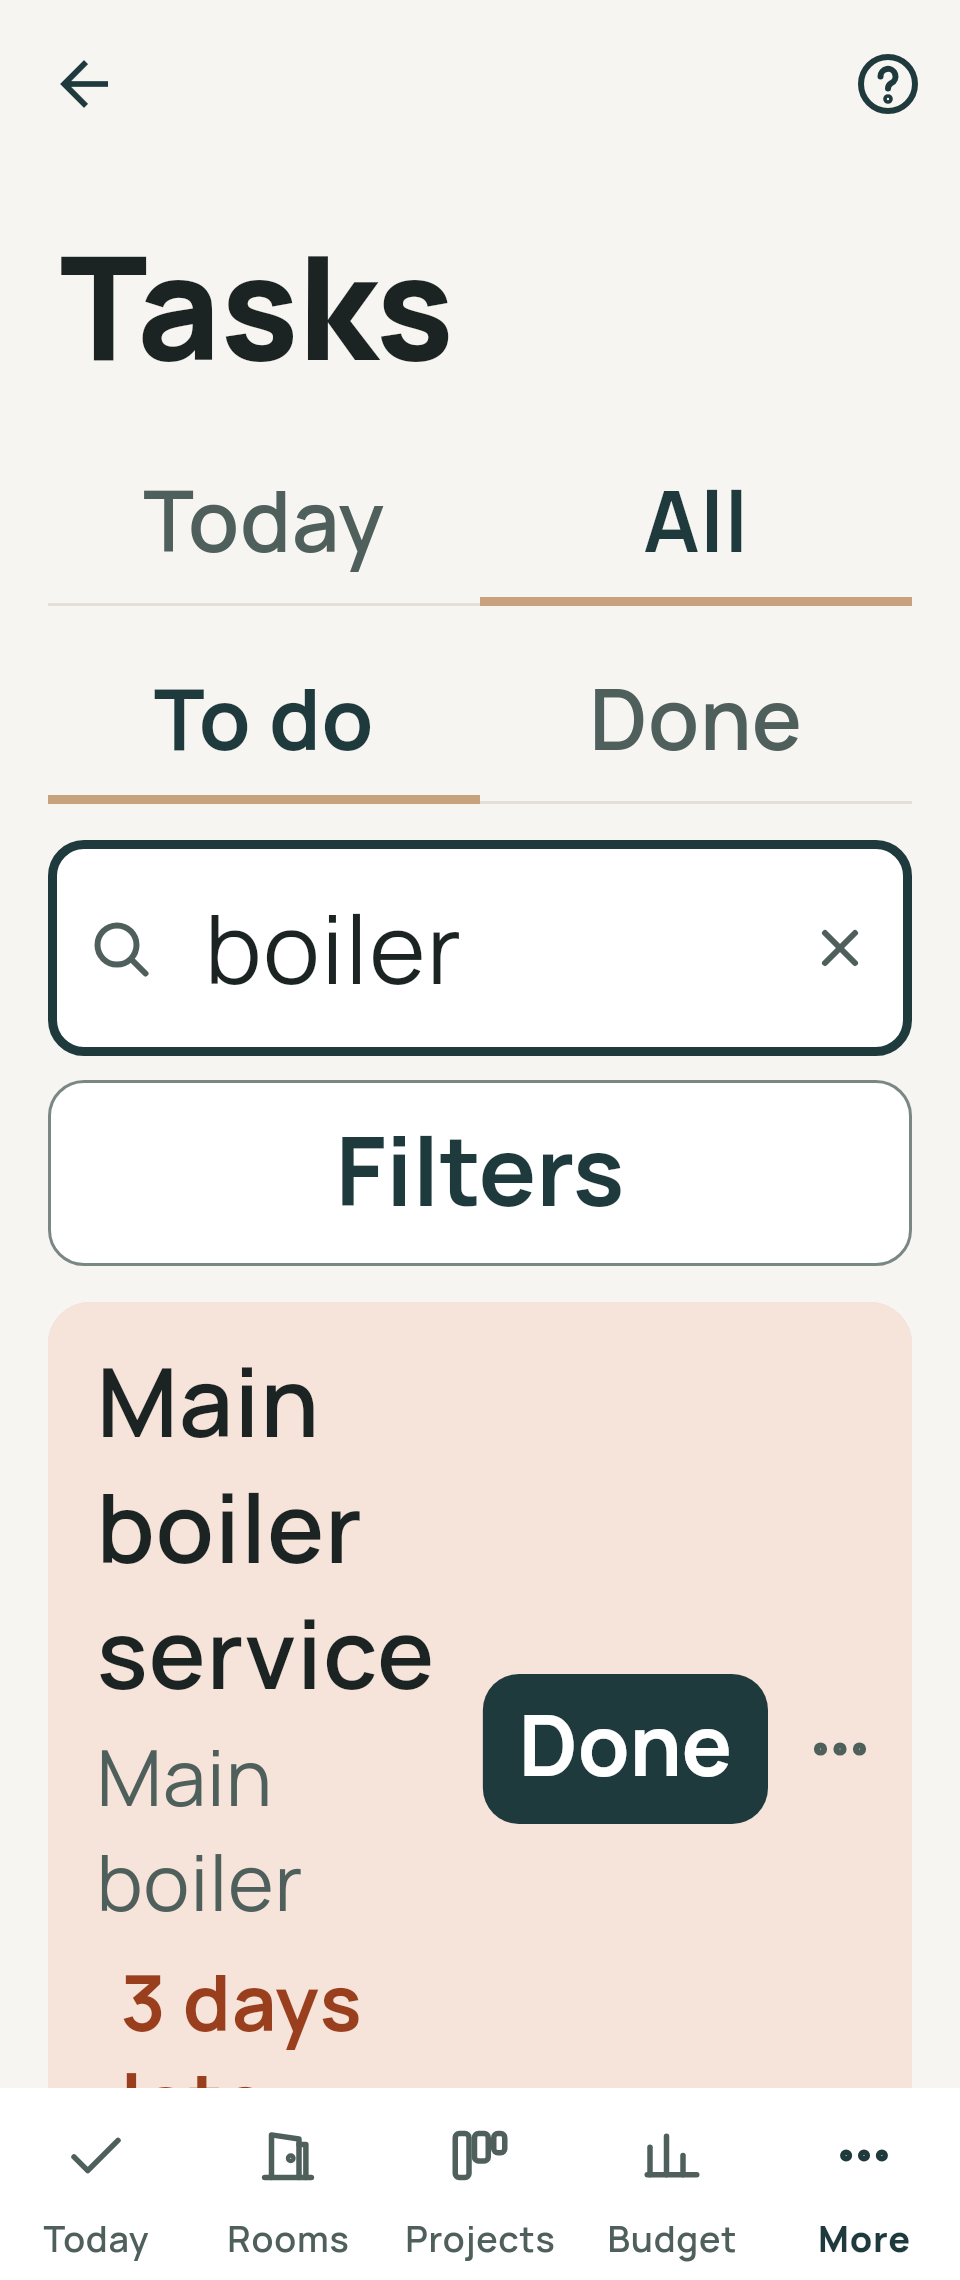 Tasks
Today All
To do Done
boiler
Filters
Main
boiler
service
Done
Main
boiler
3 days
late
Today Rooms Projects Budget More